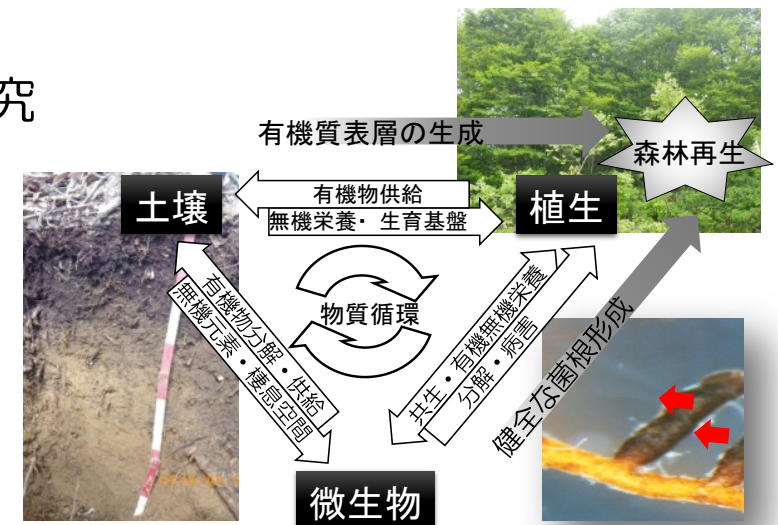 究
有機質表層の生成
森林再生
有機物供給
土壌
植生
無機栄養・生育基盤
物質循環
有機物分解・供給
無機元素・棲息空間
共生・有機無機栄養
分解・病害
健全な菌根形成
微生物